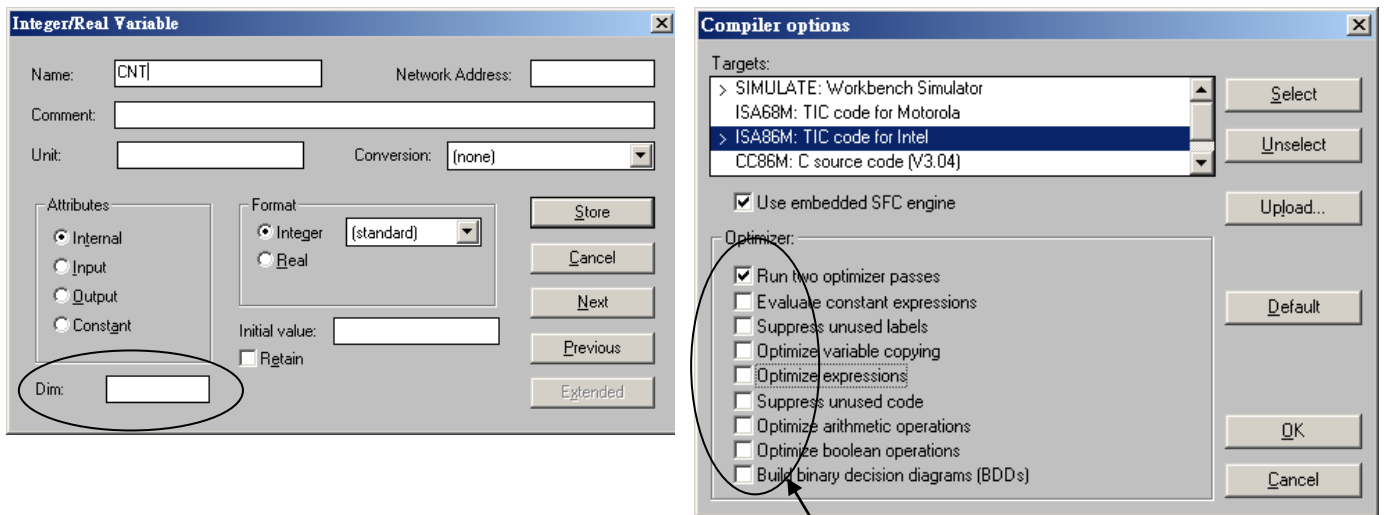 Integer/Real Variable
Name: CNT Network Address:
Comment:
Unit: Conversion: (none)
Attributes
Internal
Input
Output
Constant
Format
Integer (standard)
Real
Initial value:
Retain
Dim:
Store
Cancel
Next
Previous
Extended
Compiler options
Targets:
> SIMULATE: Workbench Simulator
ISA68M: TIC code for Motorola
> ISA86M: TIC code for Intel
CC86M: C source code (V3.04)
Use embedded SFC engine
Optimizer:
Run two optimizer passes
Evaluate constant expressions
Suppress unused labels
Optimize variable copying
Optimize expressions
Suppress unused code
Optimize arithmetic operations
Optimize boolean operations
Build binary decision diagrams (BDDs)
Select
Unselect
Upload...
Default
OK
Cancel